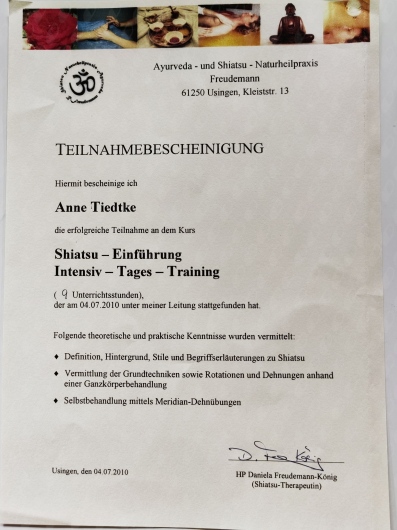 Ayurveda - und Shiatsu - Naturheilpraxis
Freudemann
61250 Usingen, Kleiststr. 13
TEILNAHMEBESCHEINIGUNG
Hiermit bescheinige ich
Anne Tiedtke
die erfolgreiche Teilnahme an dem Kurs
Shiatsu – Einführung
Intensiv – Tages – Training
( 9 Unterrichtsstunden),
der am 04.07.2010 unter meiner Leitung stattgefunden hat.
Folgende theoretische und praktische Kenntnisse wurden vermittelt:
♦ Definition, Hintergrund, Stile und Begriffserläuterungen zu Shiatsu
♦ Vermittlung der Grundtechniken sowie Rotationen und Dehnungen anhand
einer Ganzkörperbehandlung
♦ Selbstbehandlung mittels Meridian-Dehnübungen
Usingen, den 04.07.2010
HP Daniela Freudemann-König
(Shiatsu-Therapeutin)